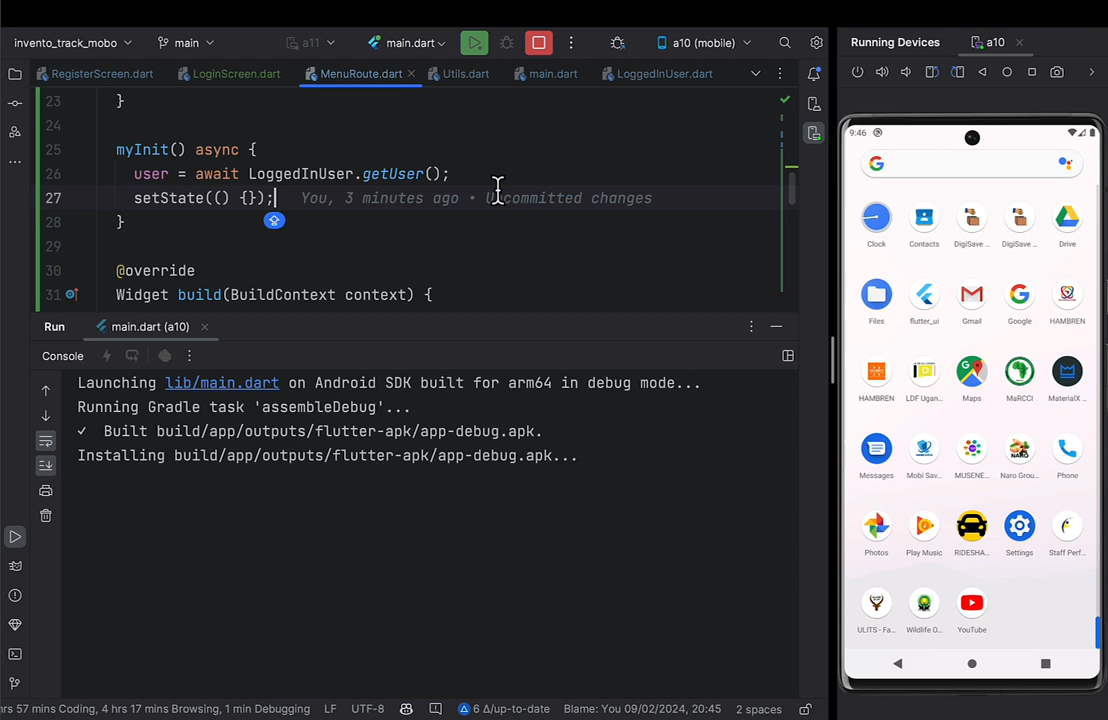 invento_track_mobo
main
a11
main.dart
a10 (mobile)
Running Devices
a10
RegisterScreen.dart
LoginScreen.dart
MenuRoute.dart
Utils.dart
main.dart
LoggedInUser.dart
23 }
24
25 myInit() async {
26 user = await LoggedInUser.getUser();
27 setState(() {}); You, 3 minutes ago • Uncommitted changes
28 }
29
30 @override
31 Widget build(BuildContext context) {
Run
main.dart (a10)
Console
Launching lib/main.dart on Android SDK built for arm64 in debug mode...
Running Gradle task 'assembleDebug'...
✓ Built build/app/outputs/flutter-apk/app-debug.apk.
Installing build/app/outputs/flutter-apk/app-debug.apk...
9:46
Clock Contacts DigiSave ... DigiSave ... Drive
Files flutter_ui Gmail Google HAMBREN
HAMBREN LDF Ugan... Maps MaRCCI MaterialX ...
Messages Mobi Sav... MUSENE... Naro Grou... Phone
Photos Play Music RIDESHA... Settings Staff Perf...
ULITS - Fa... Wildlife O... YouTube
hrs 57 mins Coding, 4 hrs 17 mins Browsing, 1 min Debugging LF UTF-8 6 Δ/up-to-date Blame: You 09/02/2024, 20:45 2 spaces